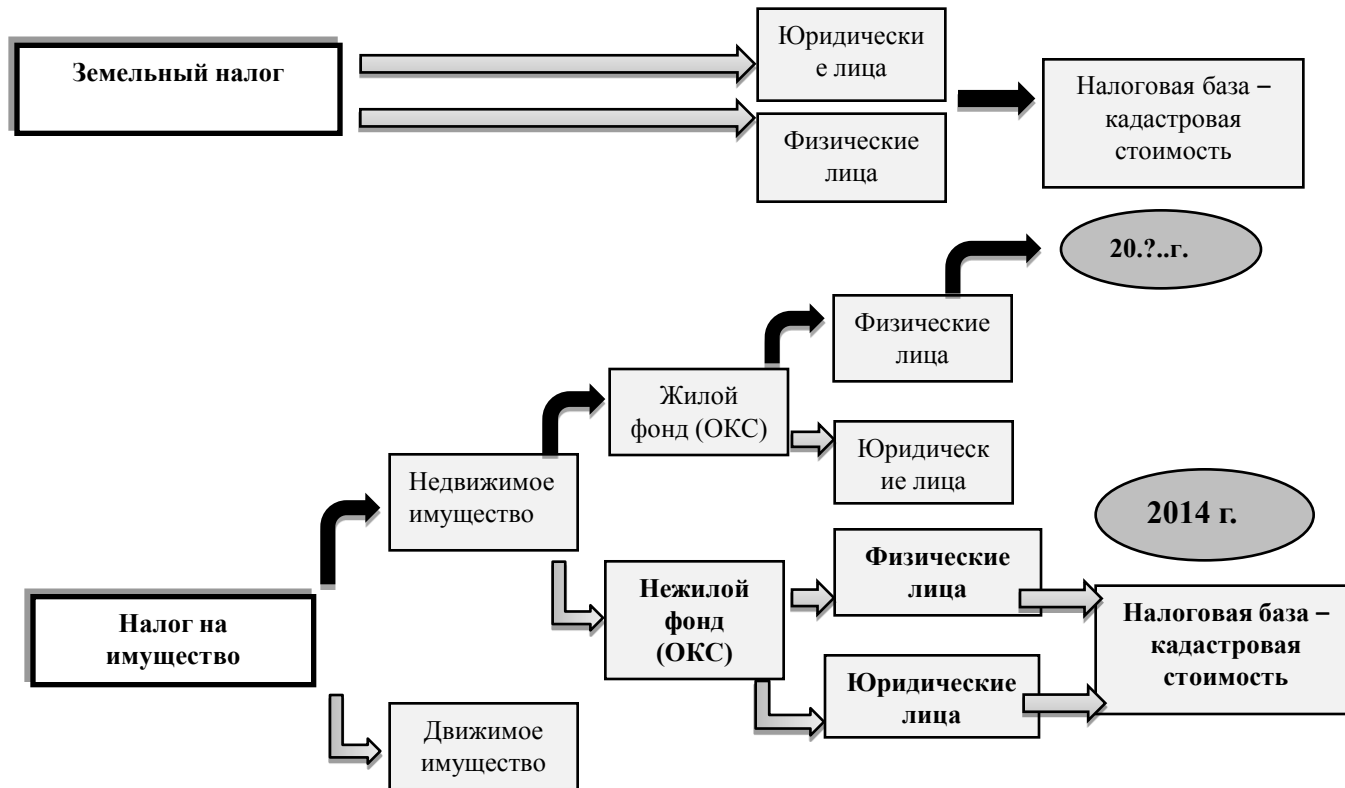 Земельный налог
Юридически
е лица
Физические
лица
Налоговая база –
кадастровая
стоимость
20.?..г.
Физические
лица
Жилой
фонд (ОКС)
Юридическ
ие лица
Недвижимое
имущество
2014 г.
Физические
лица
Нежилой
фонд
(ОКС)
Налоговая база –
кадастровая
стоимость
Налог на
имущество
Юридические
лица
Движимое
имущество